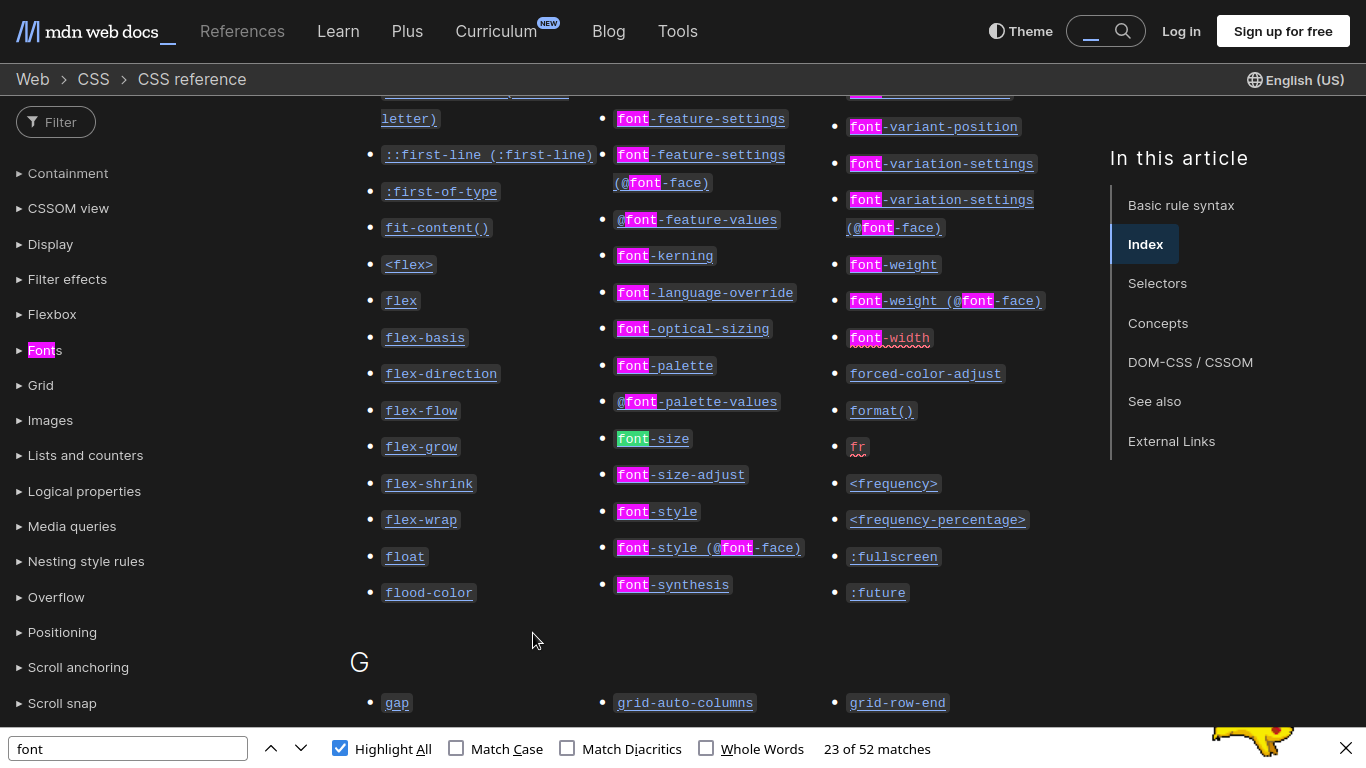 mdn web docs_
References
Learn
Plus
Curriculum NEW
Blog
Tools
Theme
Log in
Sign up for free
Web > CSS > CSS reference
English (US)
Filter
Containment
CSSOM view
Display
Filter effects
Flexbox
Fonts
Grid
Images
Lists and counters
Logical properties
Media queries
Nesting style rules
Overflow
Positioning
Scroll anchoring
Scroll snap
letter)
::first-line (:first-line)
:first-of-type
fit-content()
<flex>
flex
flex-basis
flex-direction
flex-flow
flex-grow
flex-shrink
flex-wrap
float
flood-color
font-feature-settings
font-feature-settings
(@font-face)
@font-feature-values
font-kerning
font-language-override
font-optical-sizing
font-palette
@font-palette-values
font-size
font-size-adjust
font-style
font-style (@font-face)
font-synthesis
font-variant-position
font-variation-settings
font-variation-settings
(@font-face)
font-weight
font-weight (@font-face)
font-width
forced-color-adjust
format()
fr
<frequency>
<frequency-percentage>
:fullscreen
:future
G
gap
grid-auto-columns
grid-row-end
In this article
Basic rule syntax
Index
Selectors
Concepts
DOM-CSS / CSSOM
See also
External Links
font
Highlight All
Match Case
Match Diacritics
Whole Words
23 of 52 matches